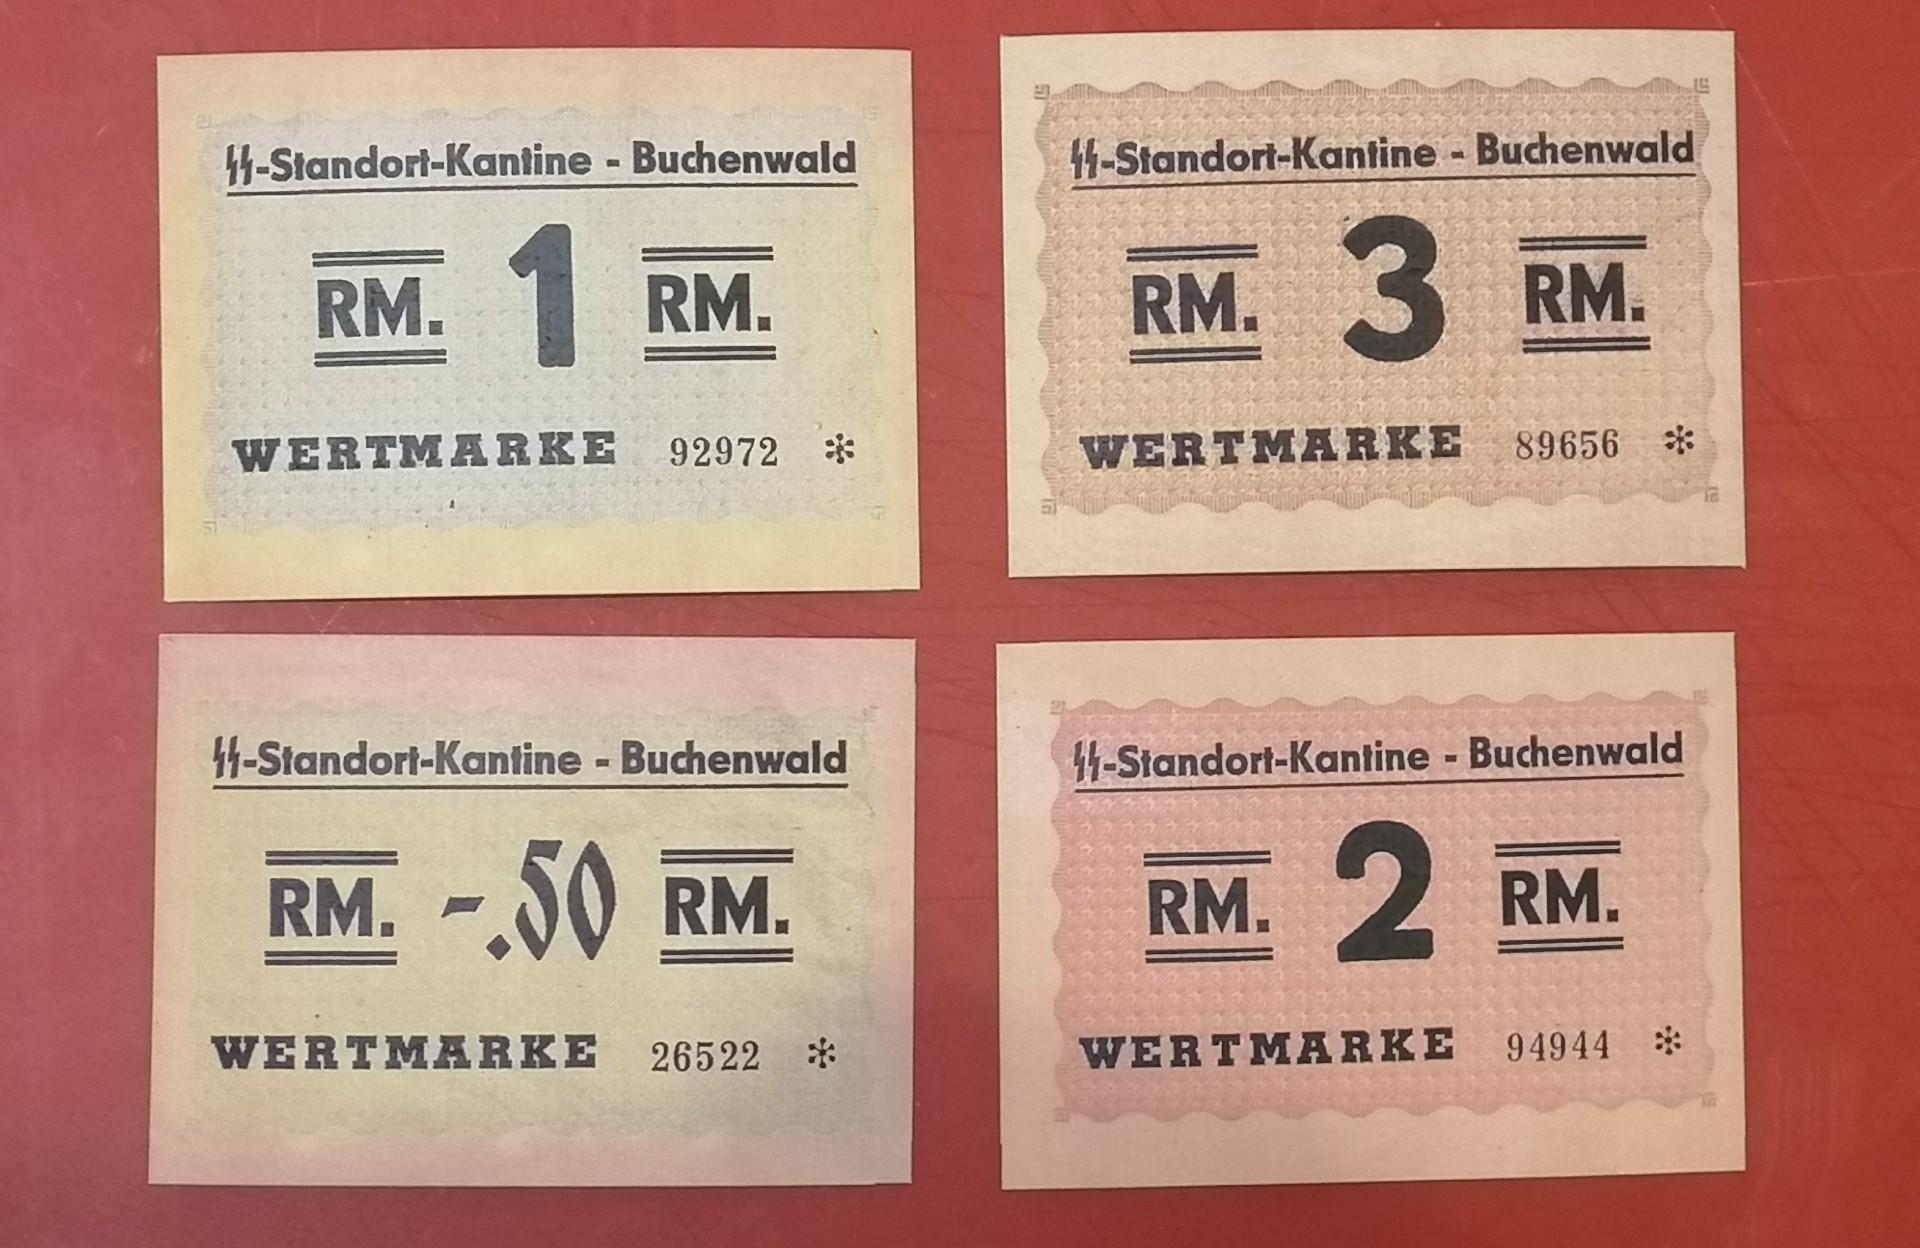 ᛋᛋ-Standort-Kantine - Buchenwald
RM. 1 RM.
WERTMARKE 92972 *
ᛋᛋ-Standort-Kantine - Buchenwald
RM. 3 RM.
WERTMARKE 89656 *
ᛋᛋ-Standort-Kantine - Buchenwald
RM. -.50 RM.
WERTMARKE 26522 *
ᛋᛋ-Standort-Kantine - Buchenwald
RM. 2 RM.
WERTMARKE 94944 *